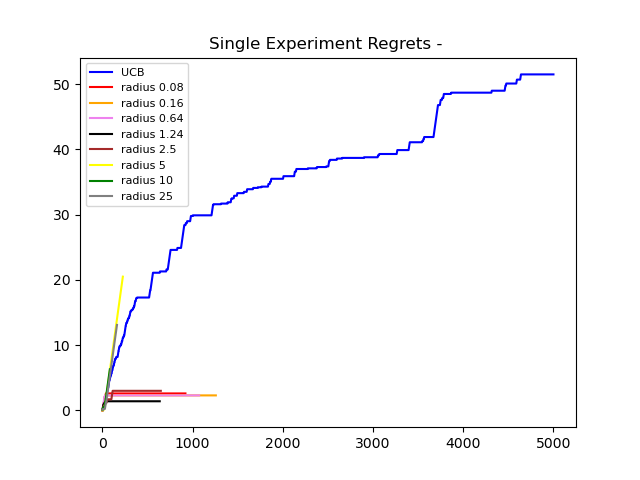 Single Experiment Regrets -
UCB
radius 0.08
radius 0.16
radius 0.64
radius 1.24
radius 2.5
radius 5
radius 10
radius 25
50
40
30
20
10
0
0 1000 2000 3000 4000 5000